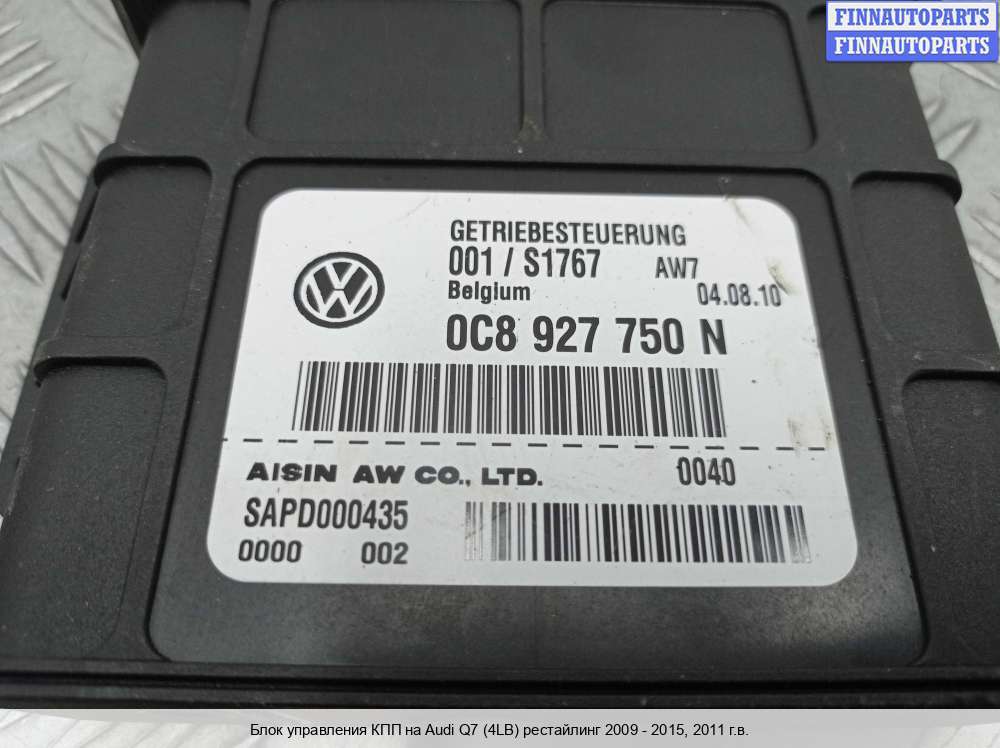 FINNAUTOPARTS
FINNAUTOPARTS
GETRIEBESTEUERUNG
001 / S1767 AW7
Belgium 04.08.10
0C8 927 750 N
AISIN AW CO., LTD. 0040
SAPD000435
0000 002
Блок управления КПП на Audi Q7 (4LB) рестайлинг 2009 - 2015, 2011 г.в.